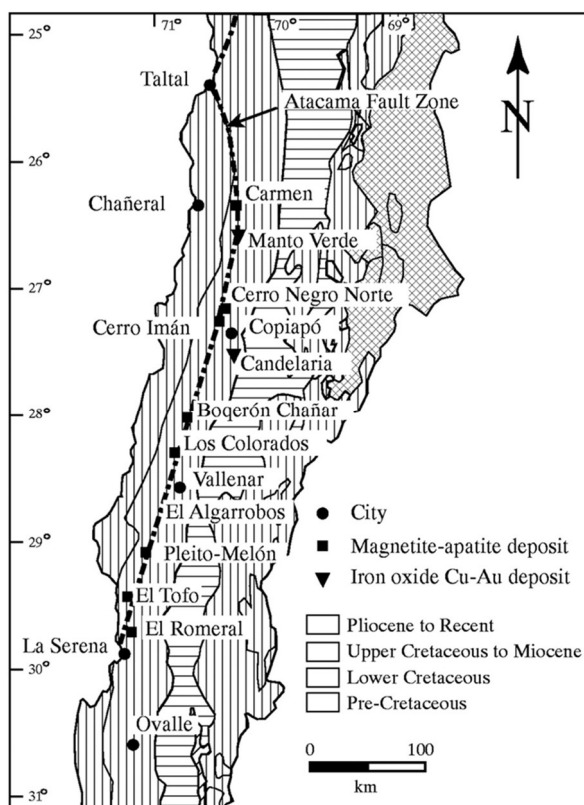 71° 70° 69°
25°
Taltal
Atacama Fault Zone
N
26°
Chañeral
Carmen
Manto Verde
27°
Cerro Negro Norte
Cerro Imán
Copiapó
Candelaria
28°
Boqerón Chañar
Los Colorados
Vallenar
El Algarrobos
City
29°
Pleito-Melón
Magnetite-apatite deposit
Iron oxide Cu-Au deposit
El Tofo
El Romeral
Pliocene to Recent
La Serena
Upper Cretaceous to Miocene
30°
Lower Cretaceous
Pre-Cretaceous
Ovalle
0 100
km
31°